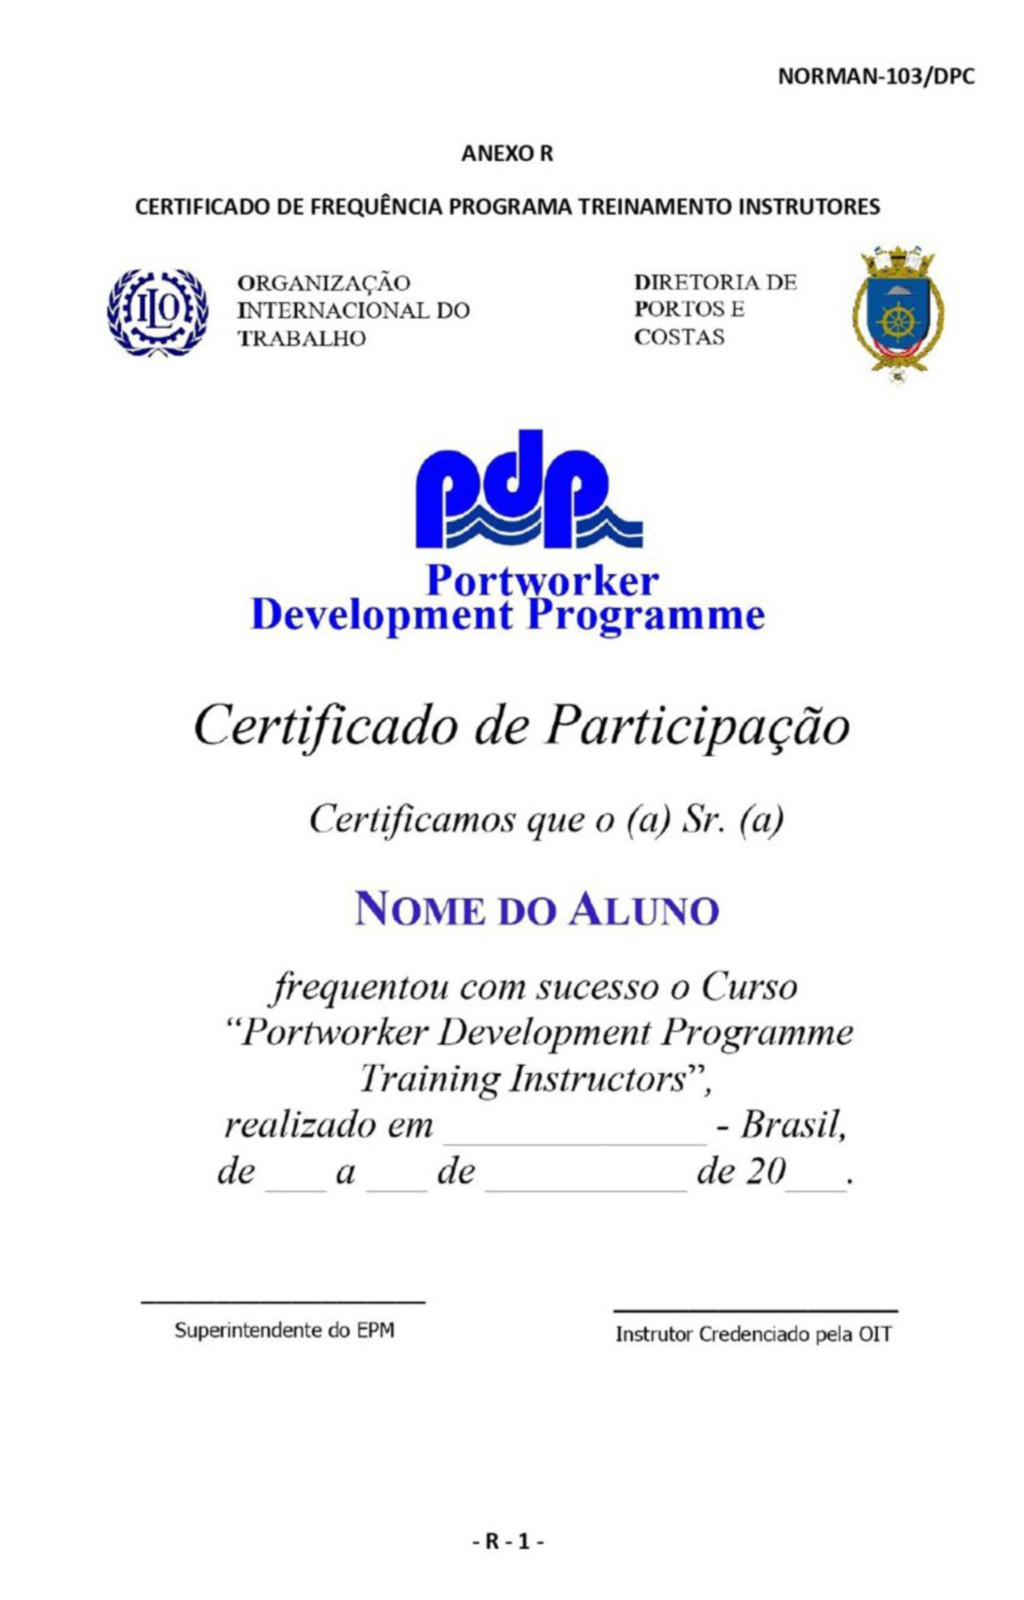 NORMAN-103/DPC
ANEXO R
CERTIFICADO DE FREQUÊNCIA PROGRAMA TREINAMENTO INSTRUTORES
ILO
ORGANIZAÇÃO
INTERNACIONAL DO
TRABALHO
DIRETORIA DE
PORTOS E
COSTAS
pdp
Portworker
Development Programme
Certificado de Participação
Certificamos que o (a) Sr. (a)
NOME DO ALUNO
frequentou com sucesso o Curso
“Portworker Development Programme
Training Instructors”,
realizado em _____________ - Brasil,
de ___ a ___ de __________ de 20___.
Superintendente do EPM
Instrutor Credenciado pela OIT
- R - 1 -